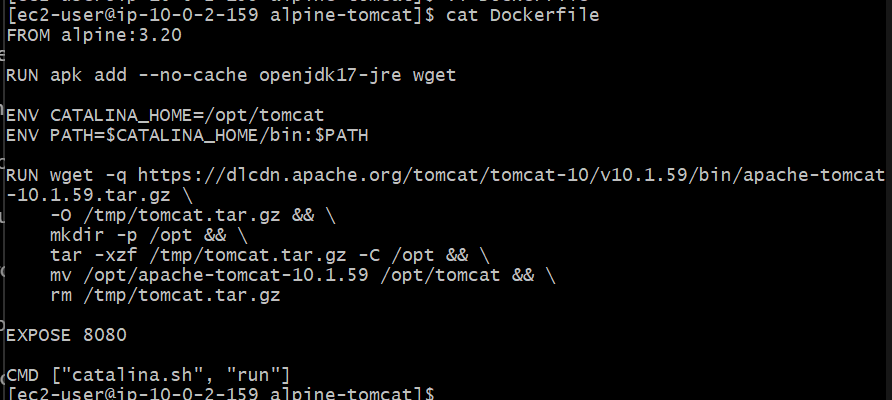 [ec2-user@ip-10-0-2-159 alpine-tomcat]$ cat Dockerfile
FROM alpine:3.20
RUN apk add --no-cache openjdk17-jre wget
ENV CATALINA_HOME=/opt/tomcat
ENV PATH=$CATALINA_HOME/bin:$PATH
RUN wget -q https://dlcdn.apache.org/tomcat/tomcat-10/v10.1.59/bin/apache-tomcat
-10.1.59.tar.gz \
-O /tmp/tomcat.tar.gz && \
mkdir -p /opt && \
tar -xzf /tmp/tomcat.tar.gz -C /opt && \
mv /opt/apache-tomcat-10.1.59 /opt/tomcat && \
rm /tmp/tomcat.tar.gz
EXPOSE 8080
CMD ["catalina.sh", "run"]
[ec2-user@ip-10-0-2-159 alpine-tomcat]$